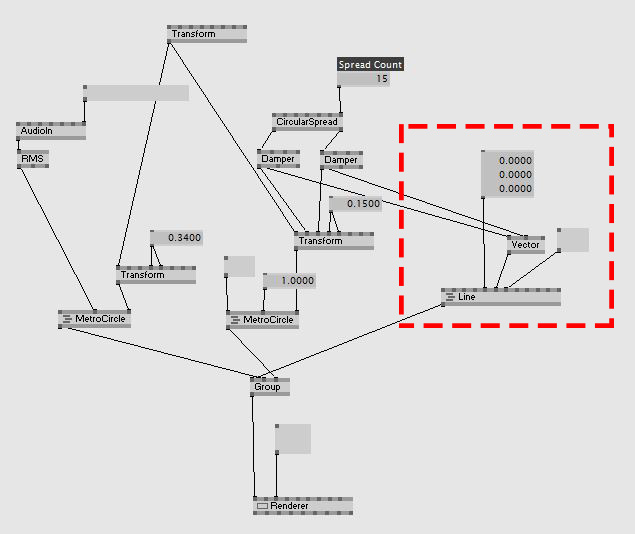 Transform
Spread Count
15
CircularSpread
AudioIn
RMS
Damper
Damper
0.0000
0.0000
0.0000
0.1500
0.3400
Transform
Vector
Transform
1.0000
Line
MetroCircle
MetroCircle
Group
Renderer